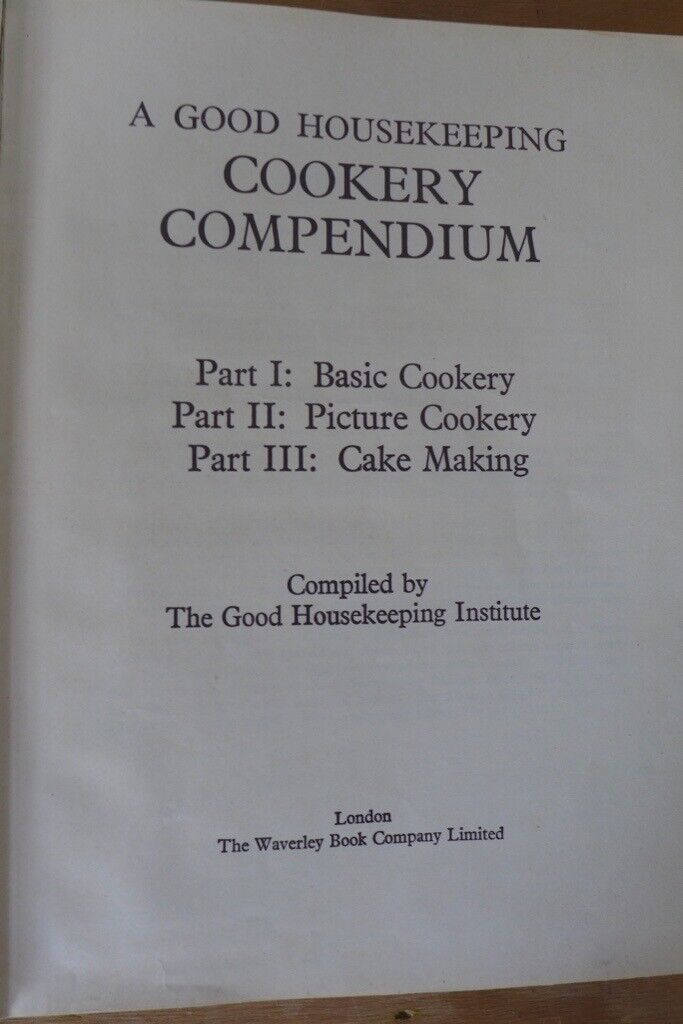 A GOOD HOUSEKEEPING
COOKERY
COMPENDIUM
Part I: Basic Cookery
Part II: Picture Cookery
Part III: Cake Making
Compiled by
The Good Housekeeping Institute
London
The Waverley Book Company Limited